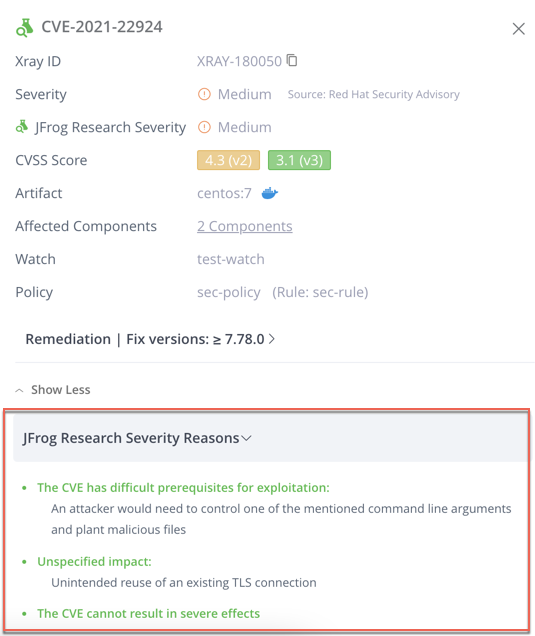 CVE-2021-22924
Xray ID XRAY-180050
Severity Medium Source: Red Hat Security Advisory
JFrog Research Severity Medium
CVSS Score 4.3 (v2) 3.1 (v3)
Artifact centos:7
Affected Components 2 Components
Watch test-watch
Policy sec-policy (Rule: sec-rule)
Remediation | Fix versions: ≥ 7.78.0
Show Less
JFrog Research Severity Reasons
• The CVE has difficult prerequisites for exploitation:
An attacker would need to control one of the mentioned command line arguments
and plant malicious files
• Unspecified impact:
Unintended reuse of an existing TLS connection
• The CVE cannot result in severe effects